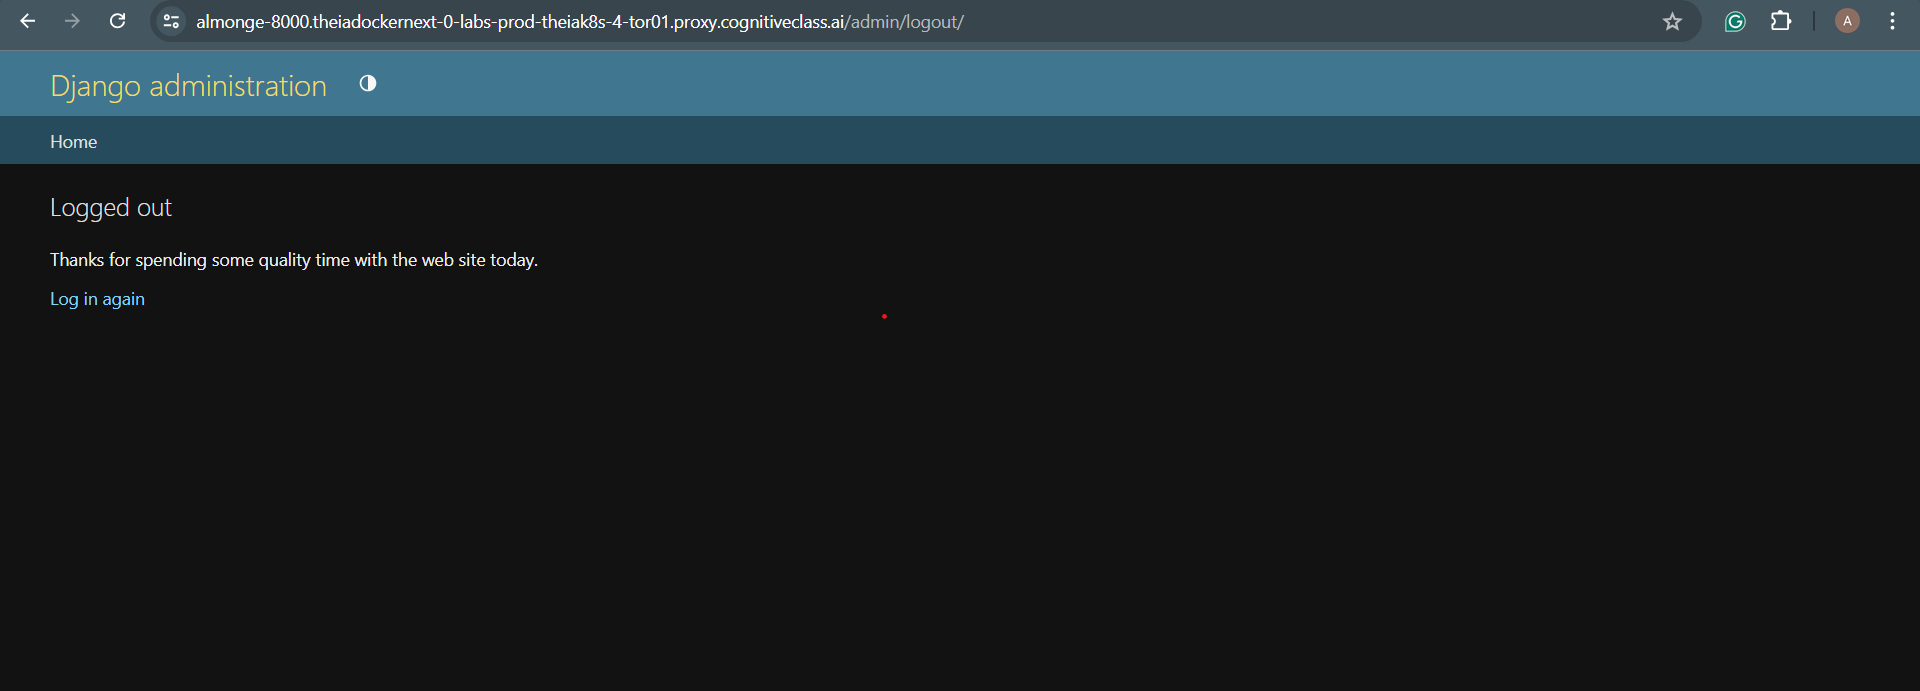 almonge-8000.theiadockernext-0-labs-prod-theiak8s-4-tor01.proxy.cognitiveclass.ai/admin/logout/
A
Django administration
Home
Logged out
Thanks for spending some quality time with the web site today.
Log in again